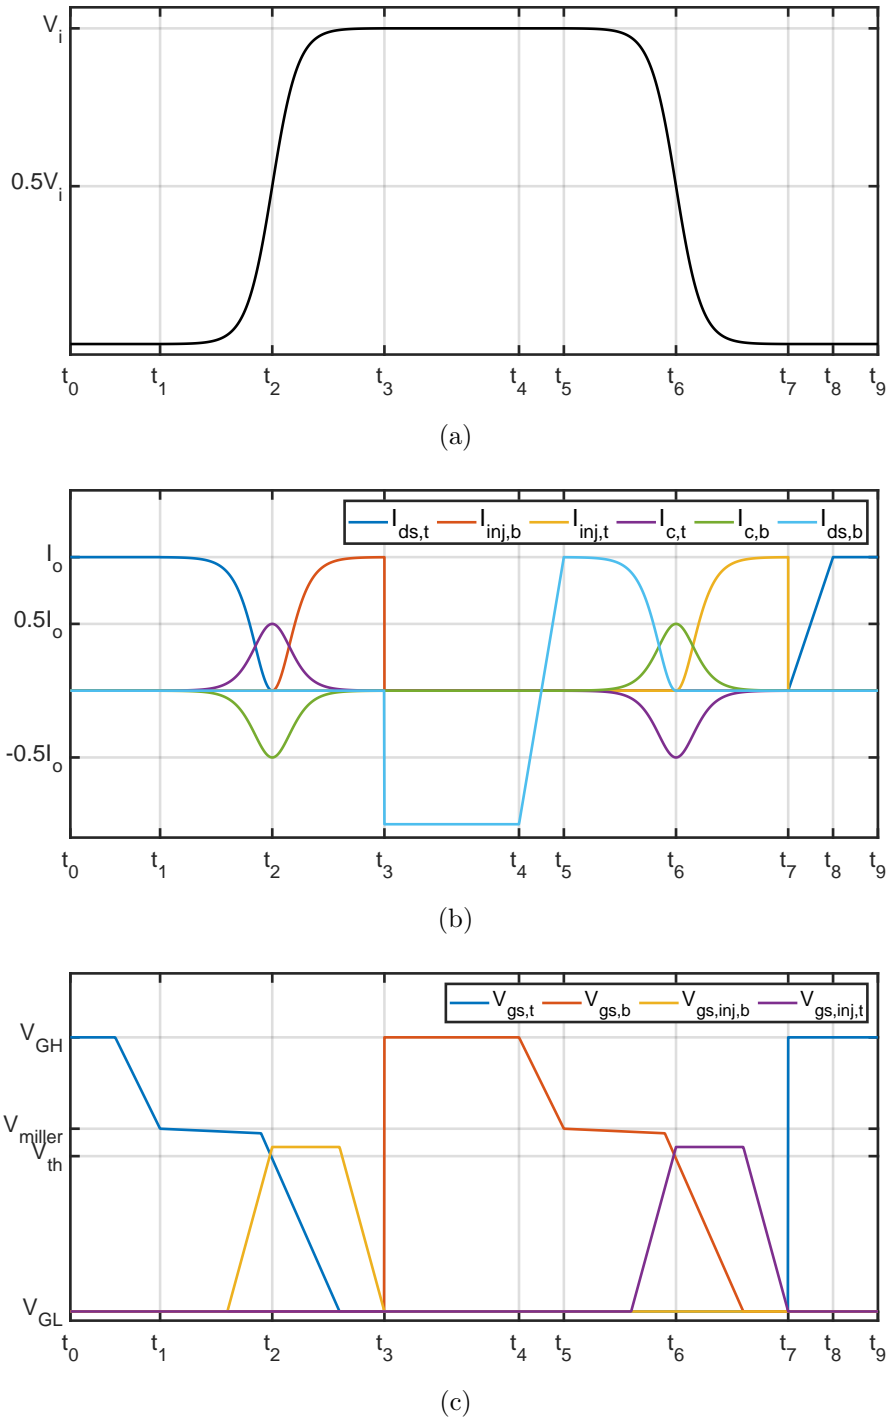 V_i
0.5V_i
t_0 t_1 t_2 t_3 t_4 t_5 t_6 t_7 t_8 t_9
(a)
I_ds,t I_inj,b I_inj,t I_c,t I_c,b I_ds,b
I_o
0.5I_o
-0.5I_o
t_0 t_1 t_2 t_3 t_4 t_5 t_6 t_7 t_8 t_9
(b)
V_gs,t V_gs,b V_gs,inj,b V_gs,inj,t
V_GH
V_miller
V_th
V_GL
t_0 t_1 t_2 t_3 t_4 t_5 t_6 t_7 t_8 t_9
(c)